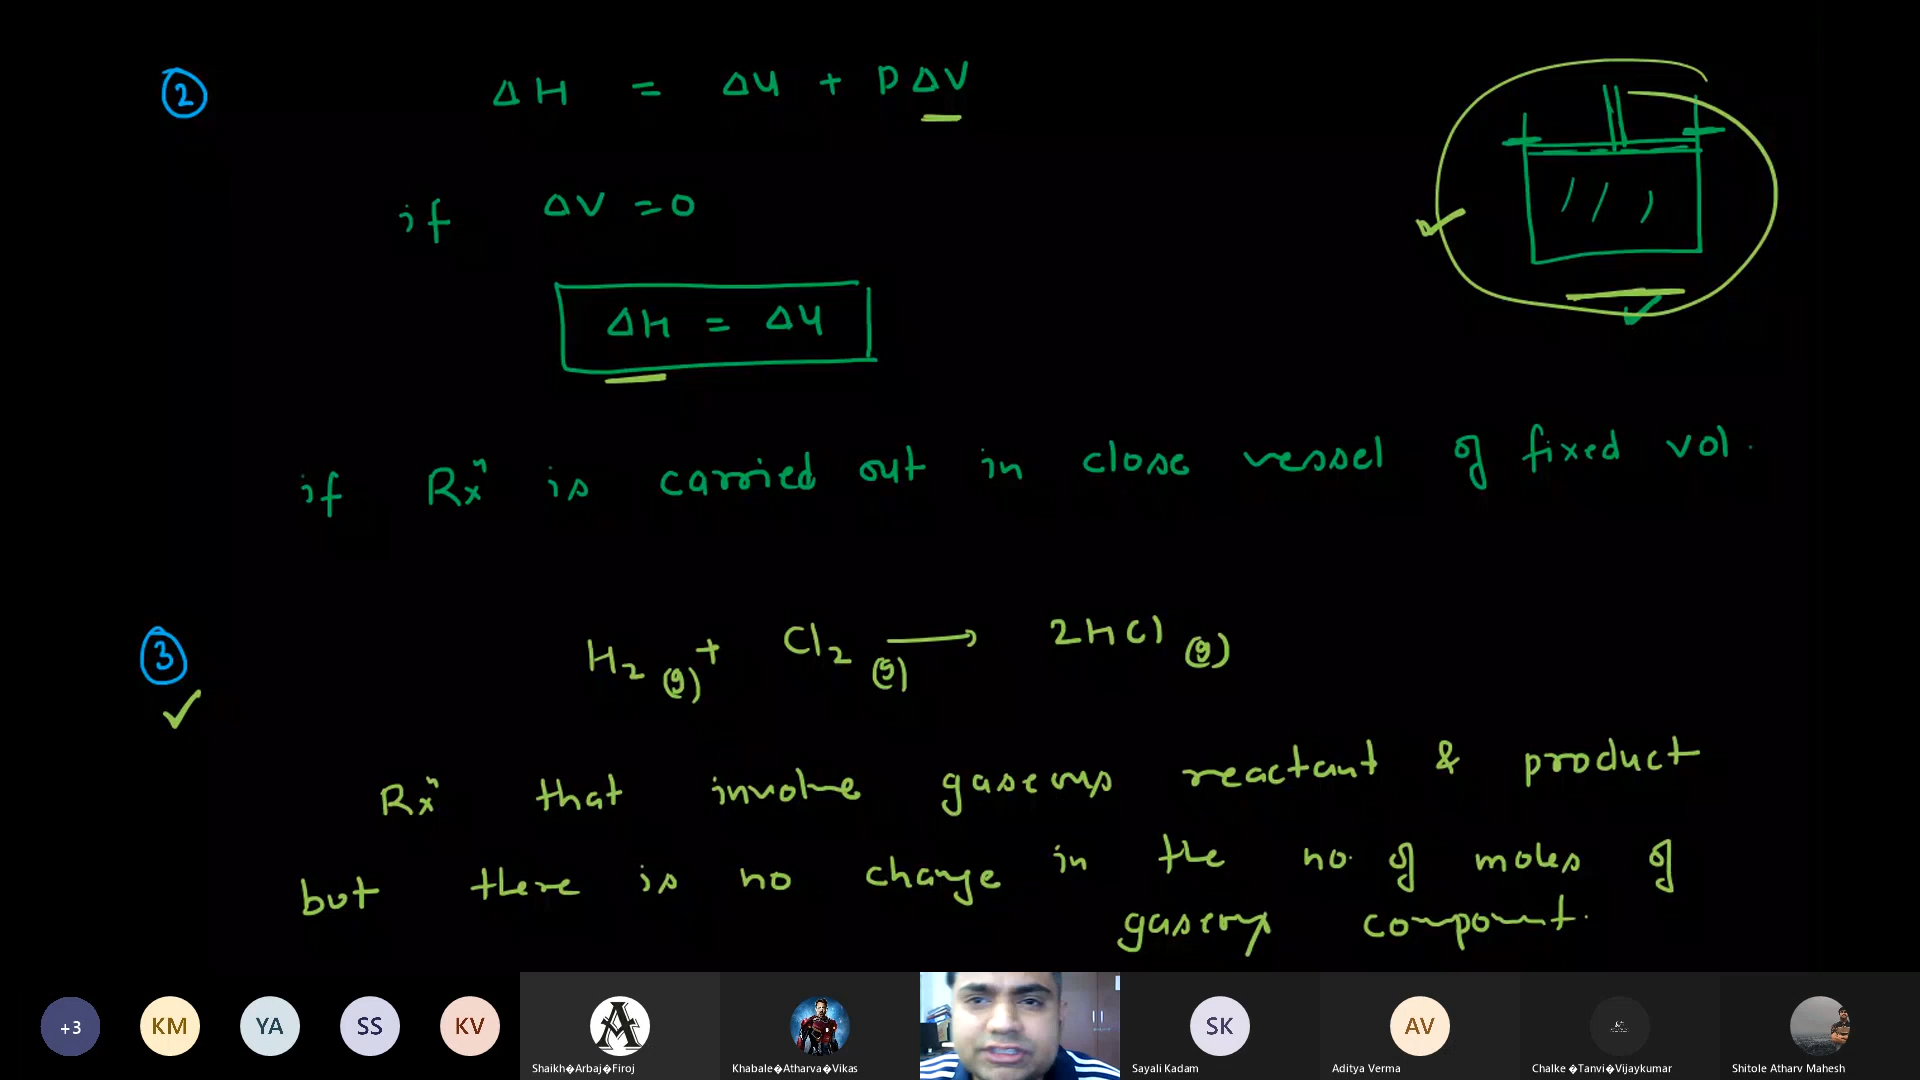 ② ΔH = ΔU + PΔV
if ΔV = 0
ΔH = ΔU
if Rxⁿ is carried out in close vessel of fixed vol.
③ H₂(g) + Cl₂(g) ⟶ 2HCl(g)
Rxⁿ that involve gaseous reactant & product
but there is no change in the no. of moles of
gaseous component.
+3 KM YA SS KV SK AV
Shaikh�Arbaj�Firoj Khabale�Atharva�Vikas Sayali Kadam Aditya Verma Chalke �Tanvi�Vijaykumar Shitole Atharv Mahesh